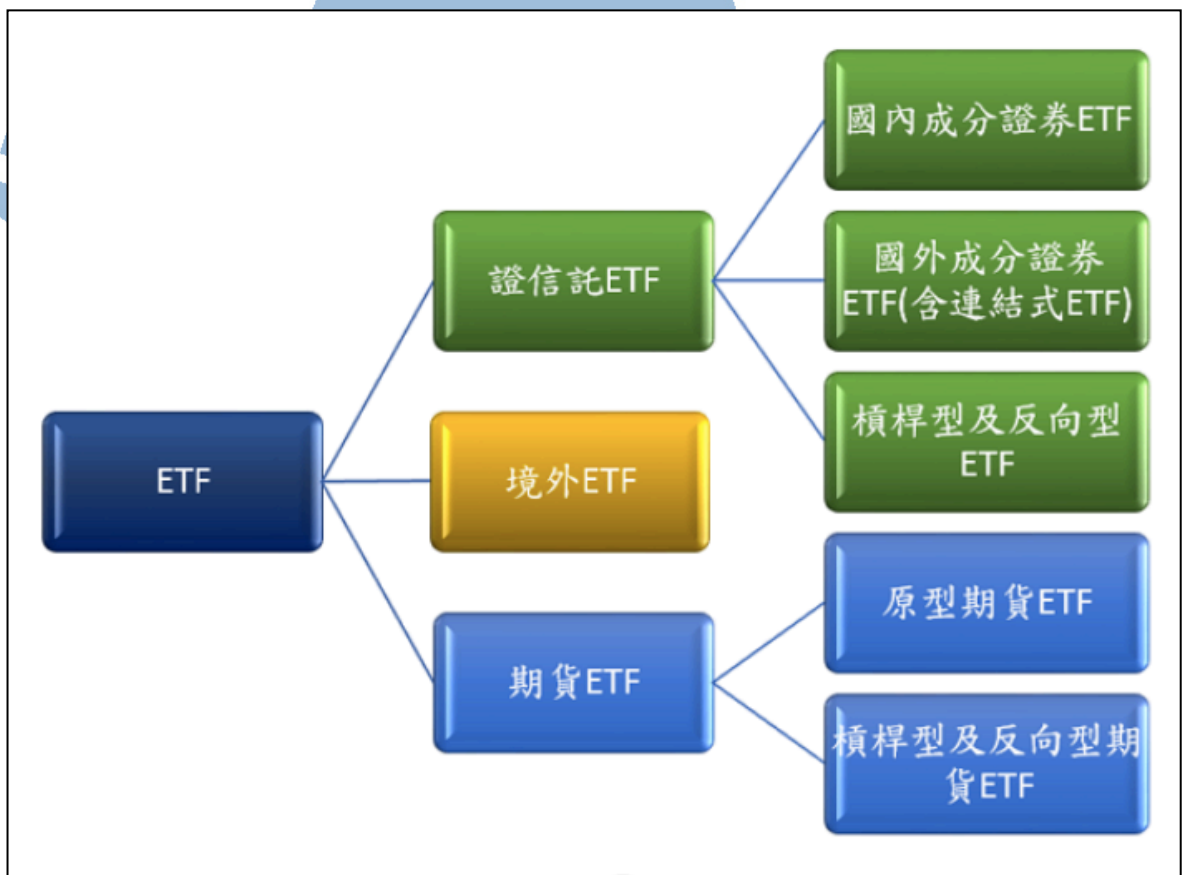 ETF
證信託ETF
境外ETF
期貨ETF
國內成分證券ETF
國外成分證券
ETF(含連結式ETF)
槓桿型及反向型
ETF
原型期貨ETF
槓桿型及反向型期
貨ETF